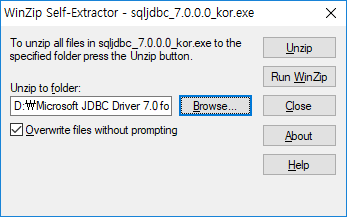 WinZip Self-Extractor - sqljdbc_7.0.0.0_kor.exe
To unzip all files in sqljdbc_7.0.0.0_kor.exe to the
specified folder press the Unzip button.
Unzip to folder:
D:₩Microsoft JDBC Driver 7.0 fo
Browse...
Overwrite files without prompting
Unzip
Run WinZip
Close
About
Help